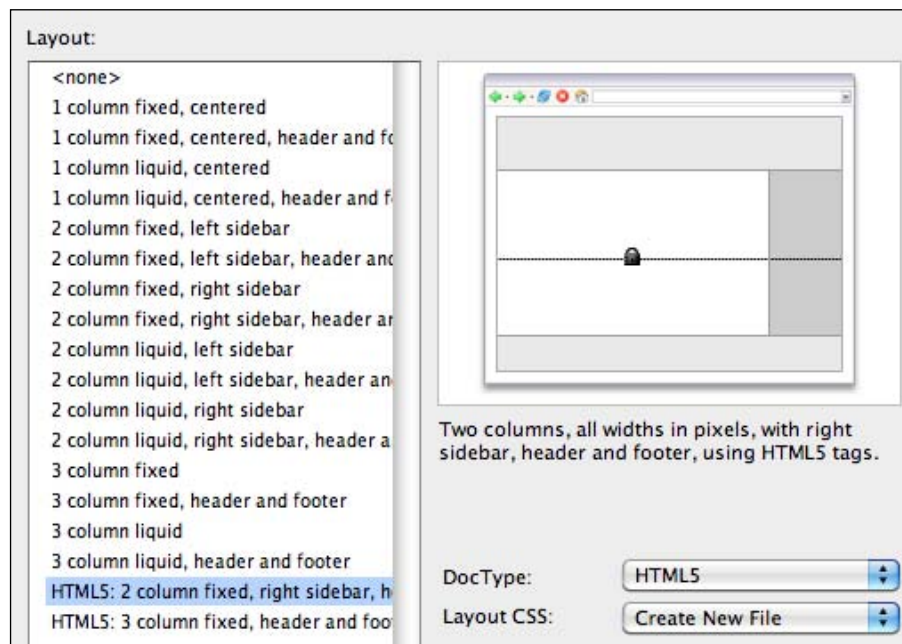 Layout:
<none>
1 column fixed, centered
1 column fixed, centered, header and fo
1 column liquid, centered
1 column liquid, centered, header and f
2 column fixed, left sidebar
2 column fixed, left sidebar, header and
2 column fixed, right sidebar
2 column fixed, right sidebar, header ar
2 column liquid, left sidebar
2 column liquid, left sidebar, header an
2 column liquid, right sidebar
2 column liquid, right sidebar, header a
3 column fixed
3 column fixed, header and footer
3 column liquid
3 column liquid, header and footer
HTML5: 2 column fixed, right sidebar, h
HTML5: 3 column fixed, header and foo
Two columns, all widths in pixels, with right
sidebar, header and footer, using HTML5 tags.
DocType:
HTML5
Layout CSS:
Create New File